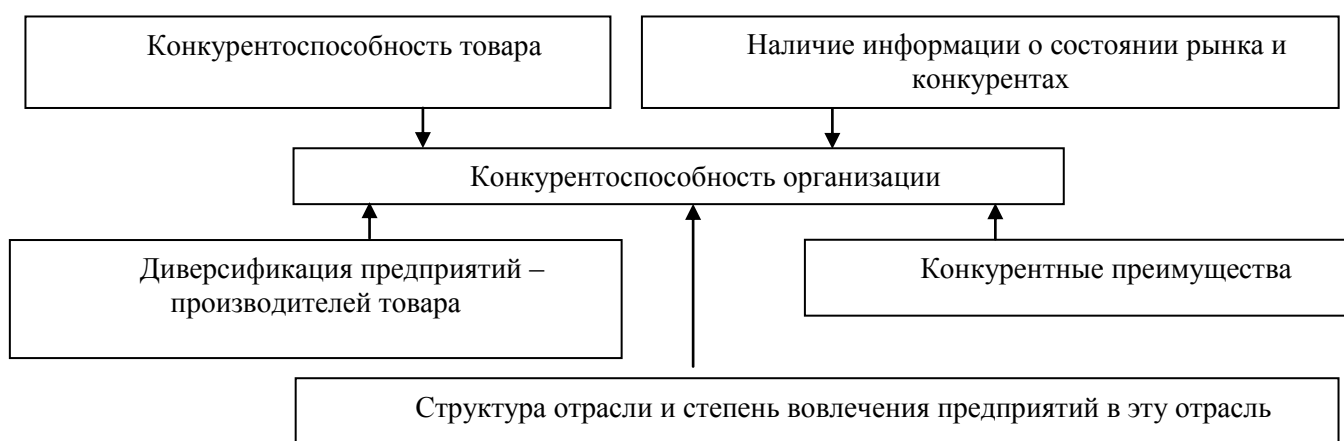 Конкурентоспособность товара
Наличие информации о состоянии рынка и
конкурентах
Конкурентоспособность организации
Диверсификация предприятий –
производителей товара
Конкурентные преимущества
Структура отрасли и степень вовлечения предприятий в эту отрасль